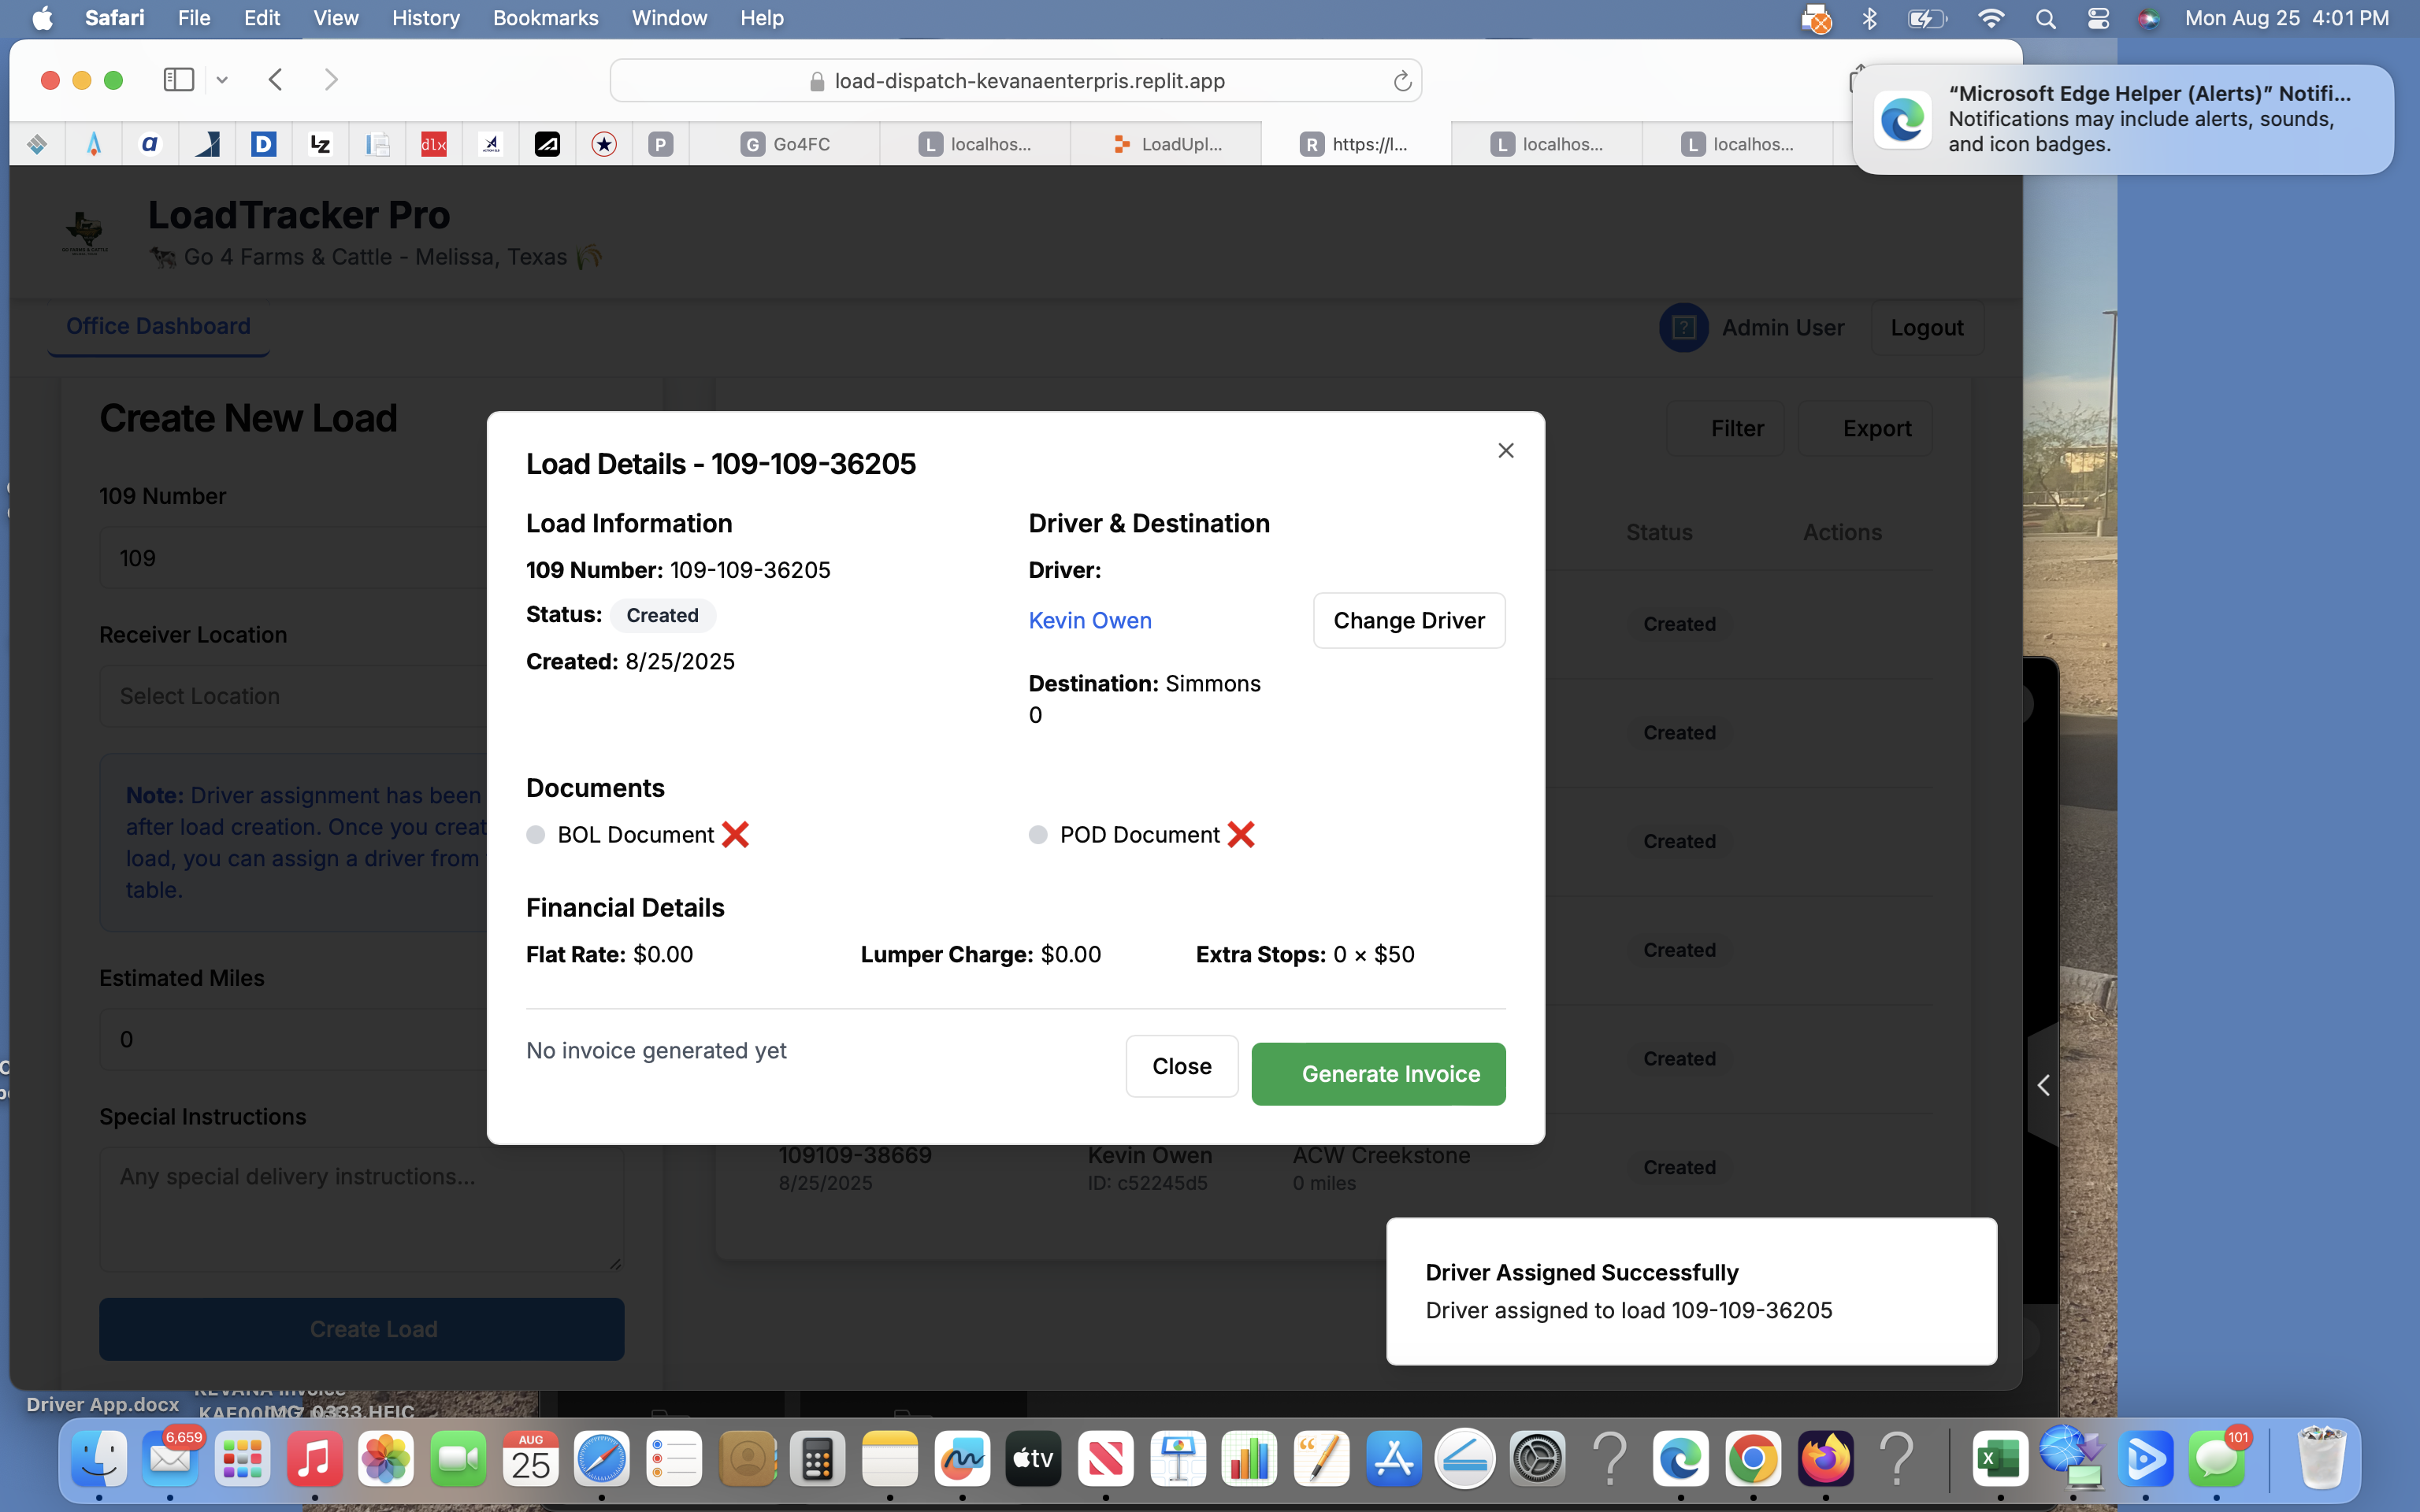 Safari File Edit View History Bookmarks Window Help Mon Aug 25 4:01 PM
load-dispatch-kevanaenterpris.replit.app
“Microsoft Edge Helper (Alerts)” Notifi...
Notifications may include alerts, sounds,
and icon badges.
a D LZ dlx P G Go4FC L localhos... LoadUpl... R https://l... L localhos... L localhos...
LoadTracker Pro
Go 4 Farms & Cattle - Melissa, Texas
Office Dashboard
? Admin User Logout
Create New Load
Filter Export
109 Number
109
Receiver Location
Select Location
Note: Driver assignment has been
after load creation. Once you creat
load, you can assign a driver from
table.
Estimated Miles
0
Special Instructions
Any special delivery instructions...
Create Load
Status Actions
Created
Created
Created
Created
Created
109109-38669 Kevin Owen ACW Creekstone Created
8/25/2025 ID: c52245d5 0 miles
Load Details - 109-109-36205
Load Information
109 Number: 109-109-36205
Status: Created
Created: 8/25/2025
Driver & Destination
Driver:
Kevin Owen Change Driver
Destination: Simmons
0
Documents
BOL Document POD Document
Financial Details
Flat Rate: $0.00 Lumper Charge: $0.00 Extra Stops: 0 × $50
No invoice generated yet Close Generate Invoice
Driver Assigned Successfully
Driver assigned to load 109-109-36205
Driver App.docx
KEVANA Invoice
IMG_0333.HEIC
6,659 AUG 25 tv 101